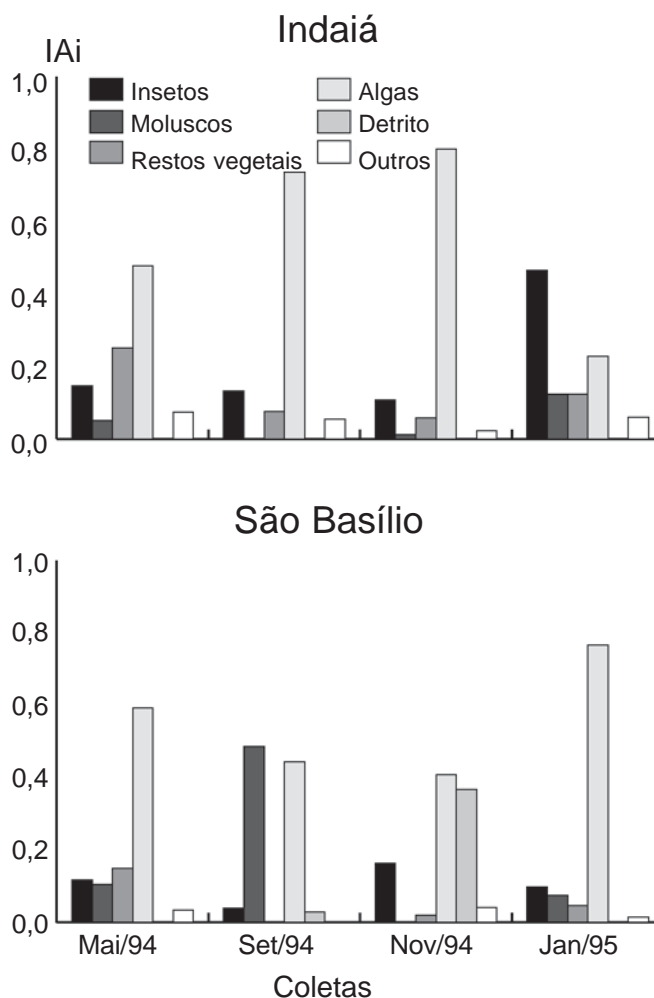 Indaiá
IAi
1,0
0,8
0,6
0,4
0,2
0,0
Insetos
Moluscos
Restos vegetais
Algas
Detrito
Outros
São Basílio
1,0
0,8
0,6
0,4
0,2
0,0
Mai/94 Set/94 Nov/94 Jan/95
Coletas